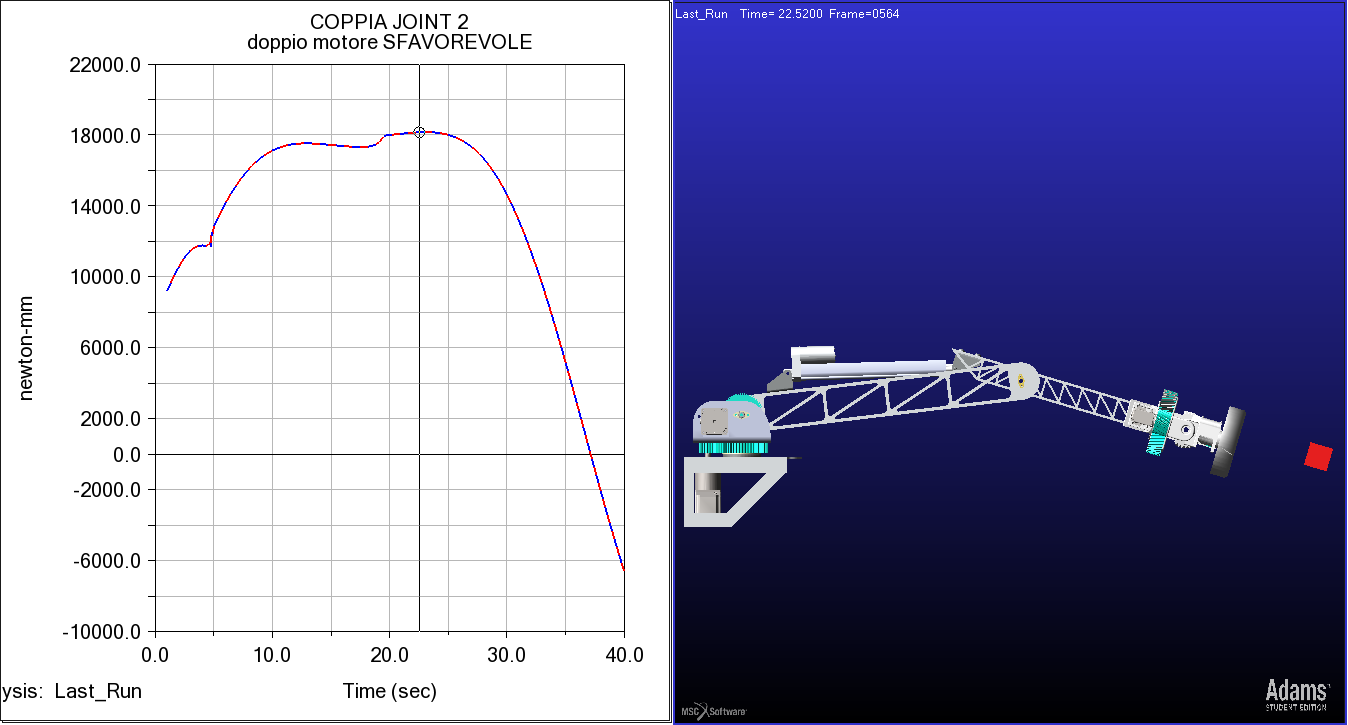 COPPIA JOINT 2
doppio motore SFAVOREVOLE
22000.0
18000.0
14000.0
10000.0
6000.0
2000.0
0.0
-2000.0
-6000.0
-10000.0
newton-mm
0.0 10.0 20.0 30.0 40.0
ysis: Last_Run
Time (sec)
Last_Run Time= 22.5200 Frame=0564
MSC Software
Adams
STUDENT EDITION